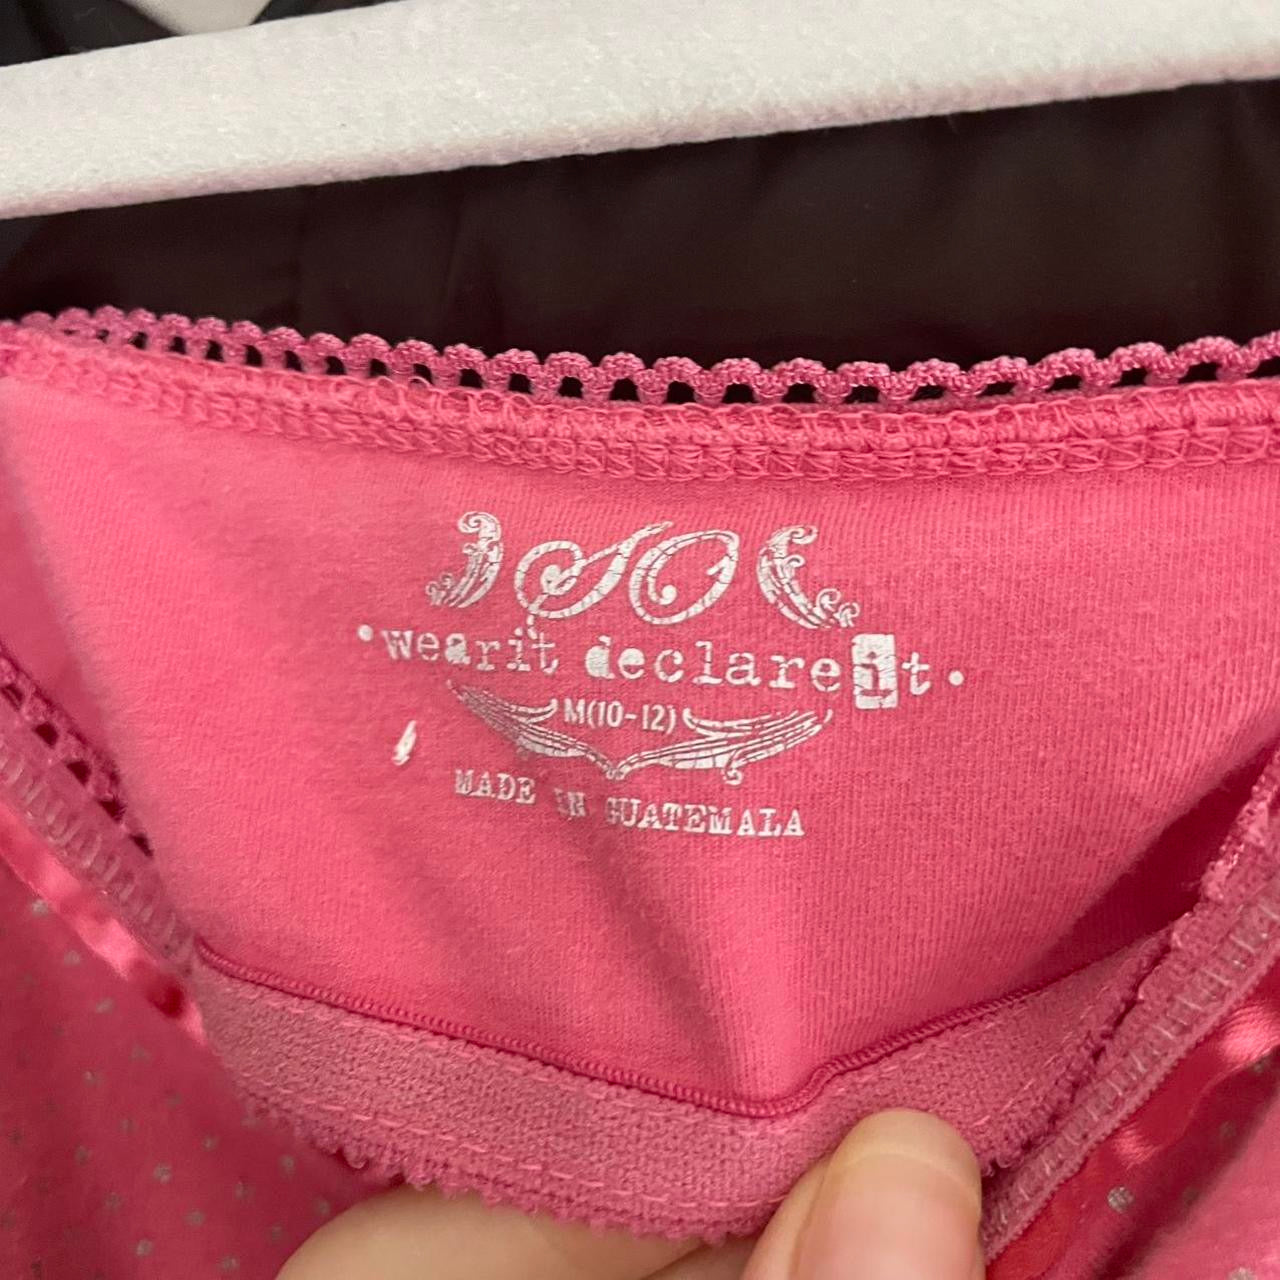 SO
•wearit declareit•
M(10-12)
MADE IN GUATEMALA